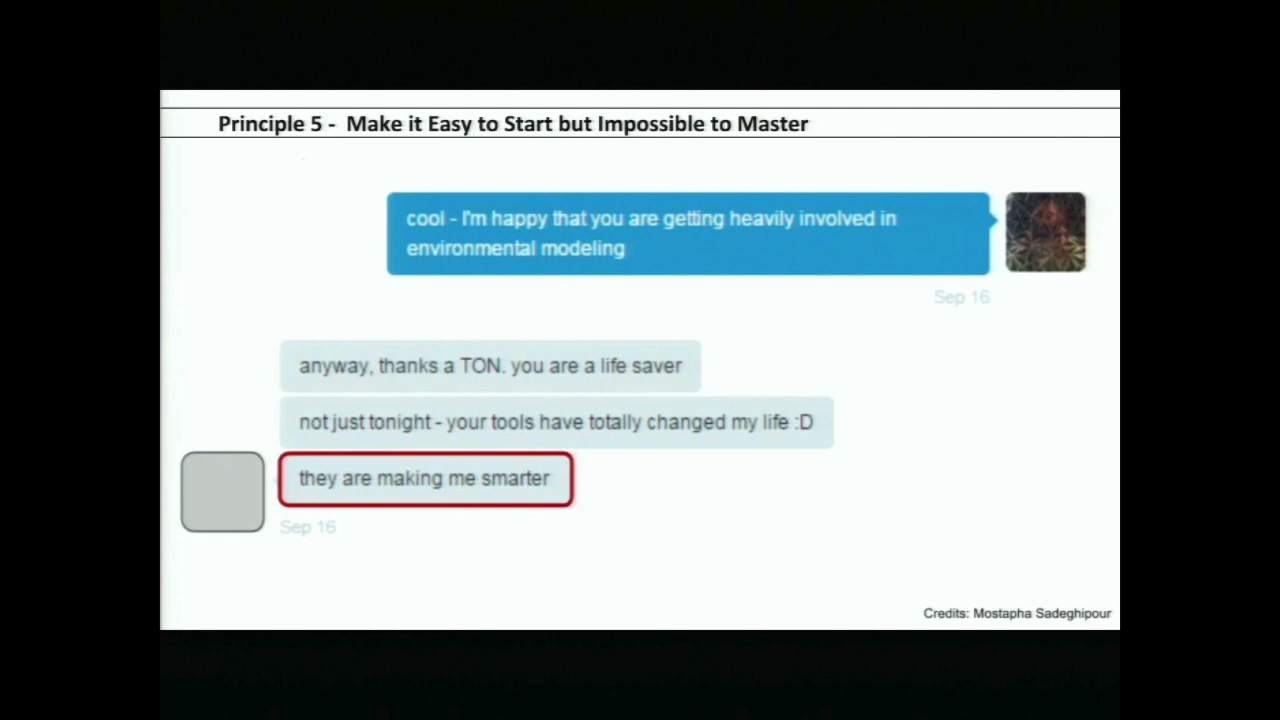 Principle 5 - Make it Easy to Start but Impossible to Master
cool - I'm happy that you are getting heavily involved in
environmental modeling
Sep 16
anyway, thanks a TON. you are a life saver
not just tonight - your tools have totally changed my life :D
they are making me smarter
Sep 16
Credits: Mostapha Sadeghipour